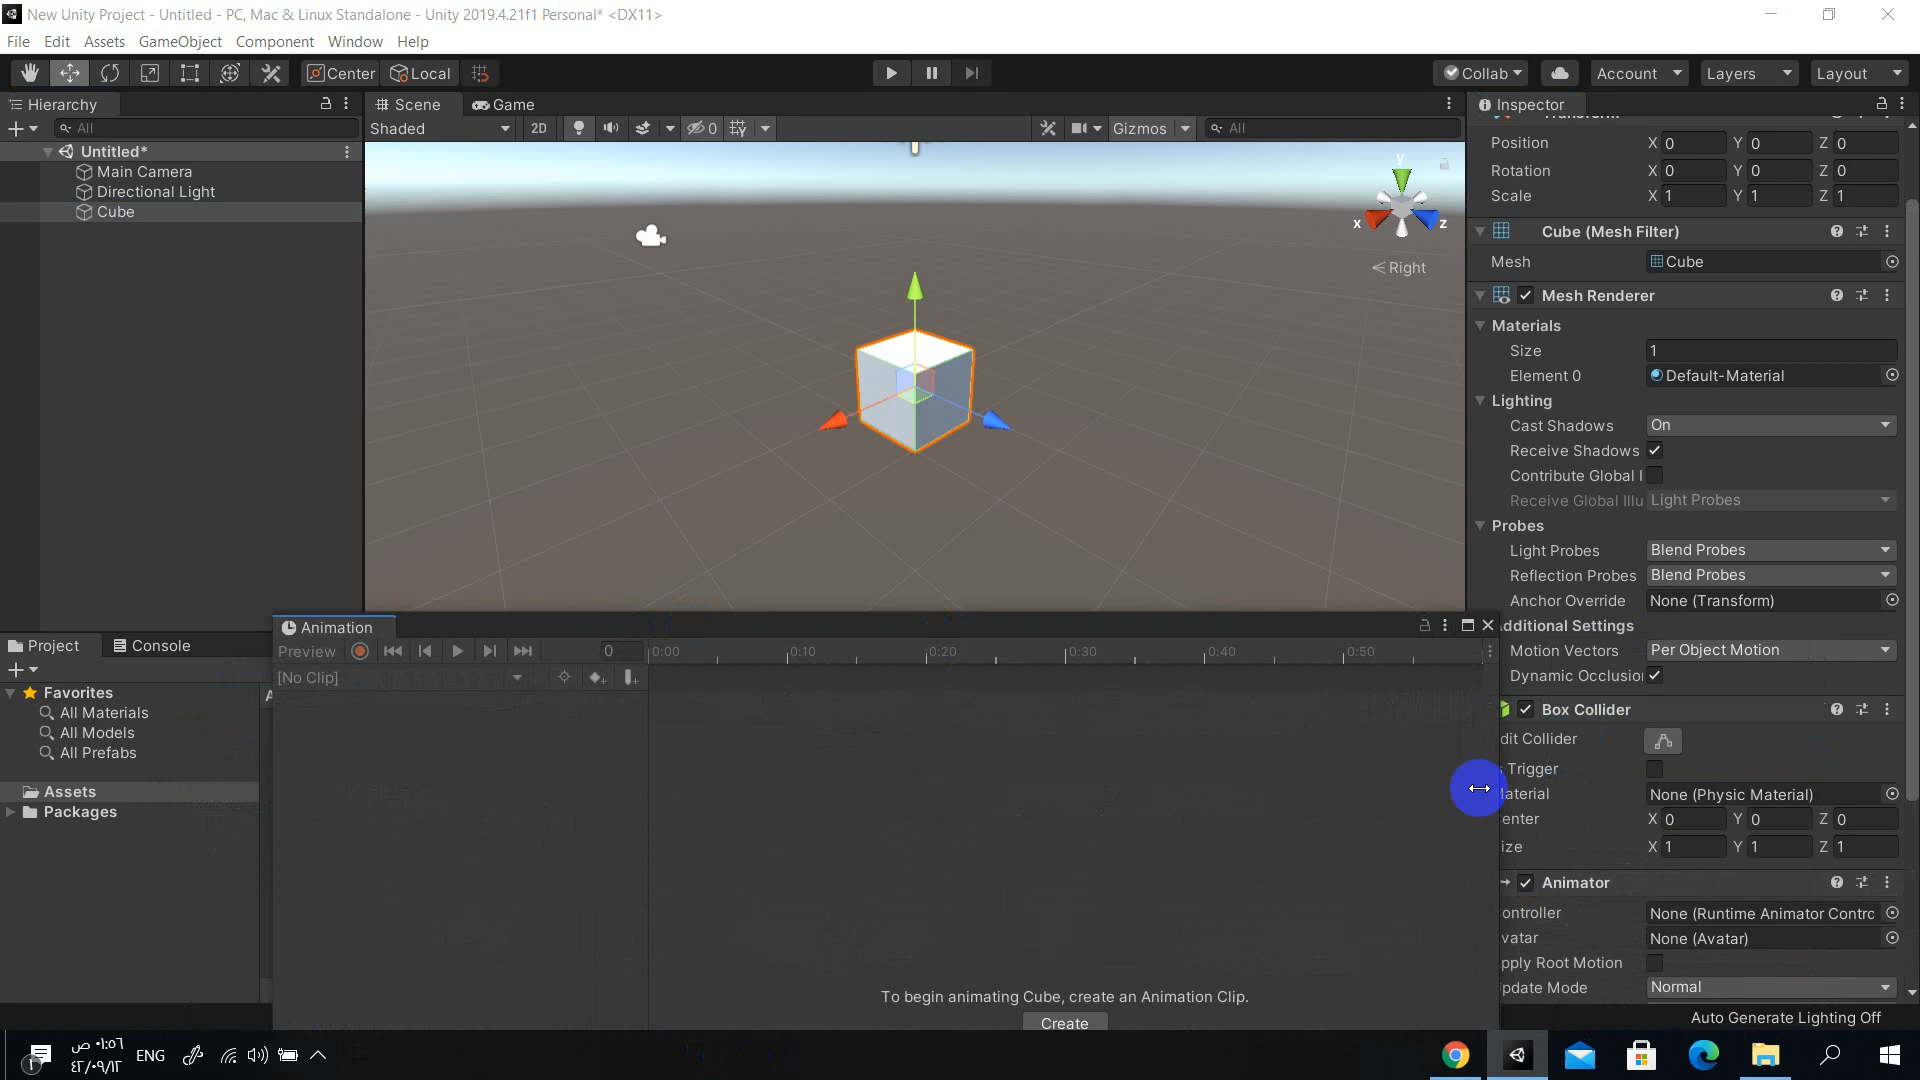 New Unity Project - Untitled - PC, Mac & Linux Standalone - Unity 2019.4.21f1 Personal* <DX11>
File Edit Assets GameObject Component Window Help
Center Local Collab Account Layers Layout
Hierarchy
All
Untitled*
Main Camera
Directional Light
Cube
Scene Game
Shaded 2D 0 Gizmos All
y
x z
Right
Inspector
Position X 0 Y 0 Z 0
Rotation X 0 Y 0 Z 0
Scale X 1 Y 1 Z 1
Cube (Mesh Filter)
Mesh Cube
Mesh Renderer
Materials
Size 1
Element 0 Default-Material
Lighting
Cast Shadows On
Receive Shadows
Contribute Global I
Receive Global Illu Light Probes
Probes
Light Probes Blend Probes
Reflection Probes Blend Probes
Anchor Override None (Transform)
dditional Settings
Motion Vectors Per Object Motion
Dynamic Occlusio
Box Collider
dit Collider
Trigger
aterial None (Physic Material)
enter X 0 Y 0 Z 0
ize X 1 Y 1 Z 1
Animator
ontroller None (Runtime Animator Contro
vatar None (Avatar)
pply Root Motion
pdate Mode Normal
Auto Generate Lighting Off
Project Console
Favorites
All Materials
All Models
All Prefabs
Assets
Packages
Animation
Preview 0 0:00 0:10 0:20 0:30 0:40 0:50
[No Clip]
To begin animating Cube, create an Animation Clip.
Create
٠١:٥٦ ص
ENG